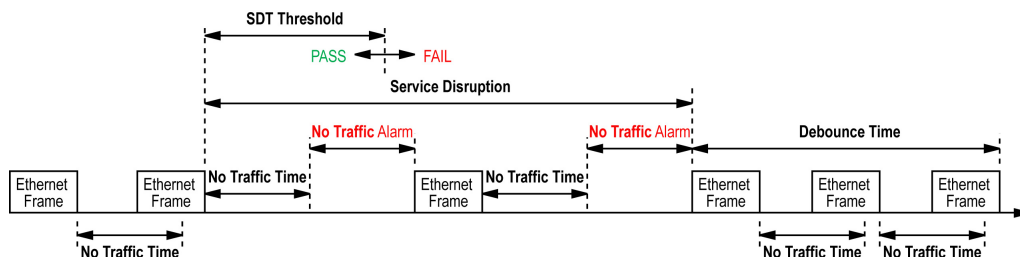 SDT Threshold
PASS
FAIL
Service Disruption
No Traffic Alarm
No Traffic Alarm
Debounce Time
Ethernet
Frame
Ethernet
Frame
No Traffic Time
Ethernet
Frame
No Traffic Time
Ethernet
Frame
Ethernet
Frame
Ethernet
Frame
No Traffic Time
No Traffic Time
No Traffic Time